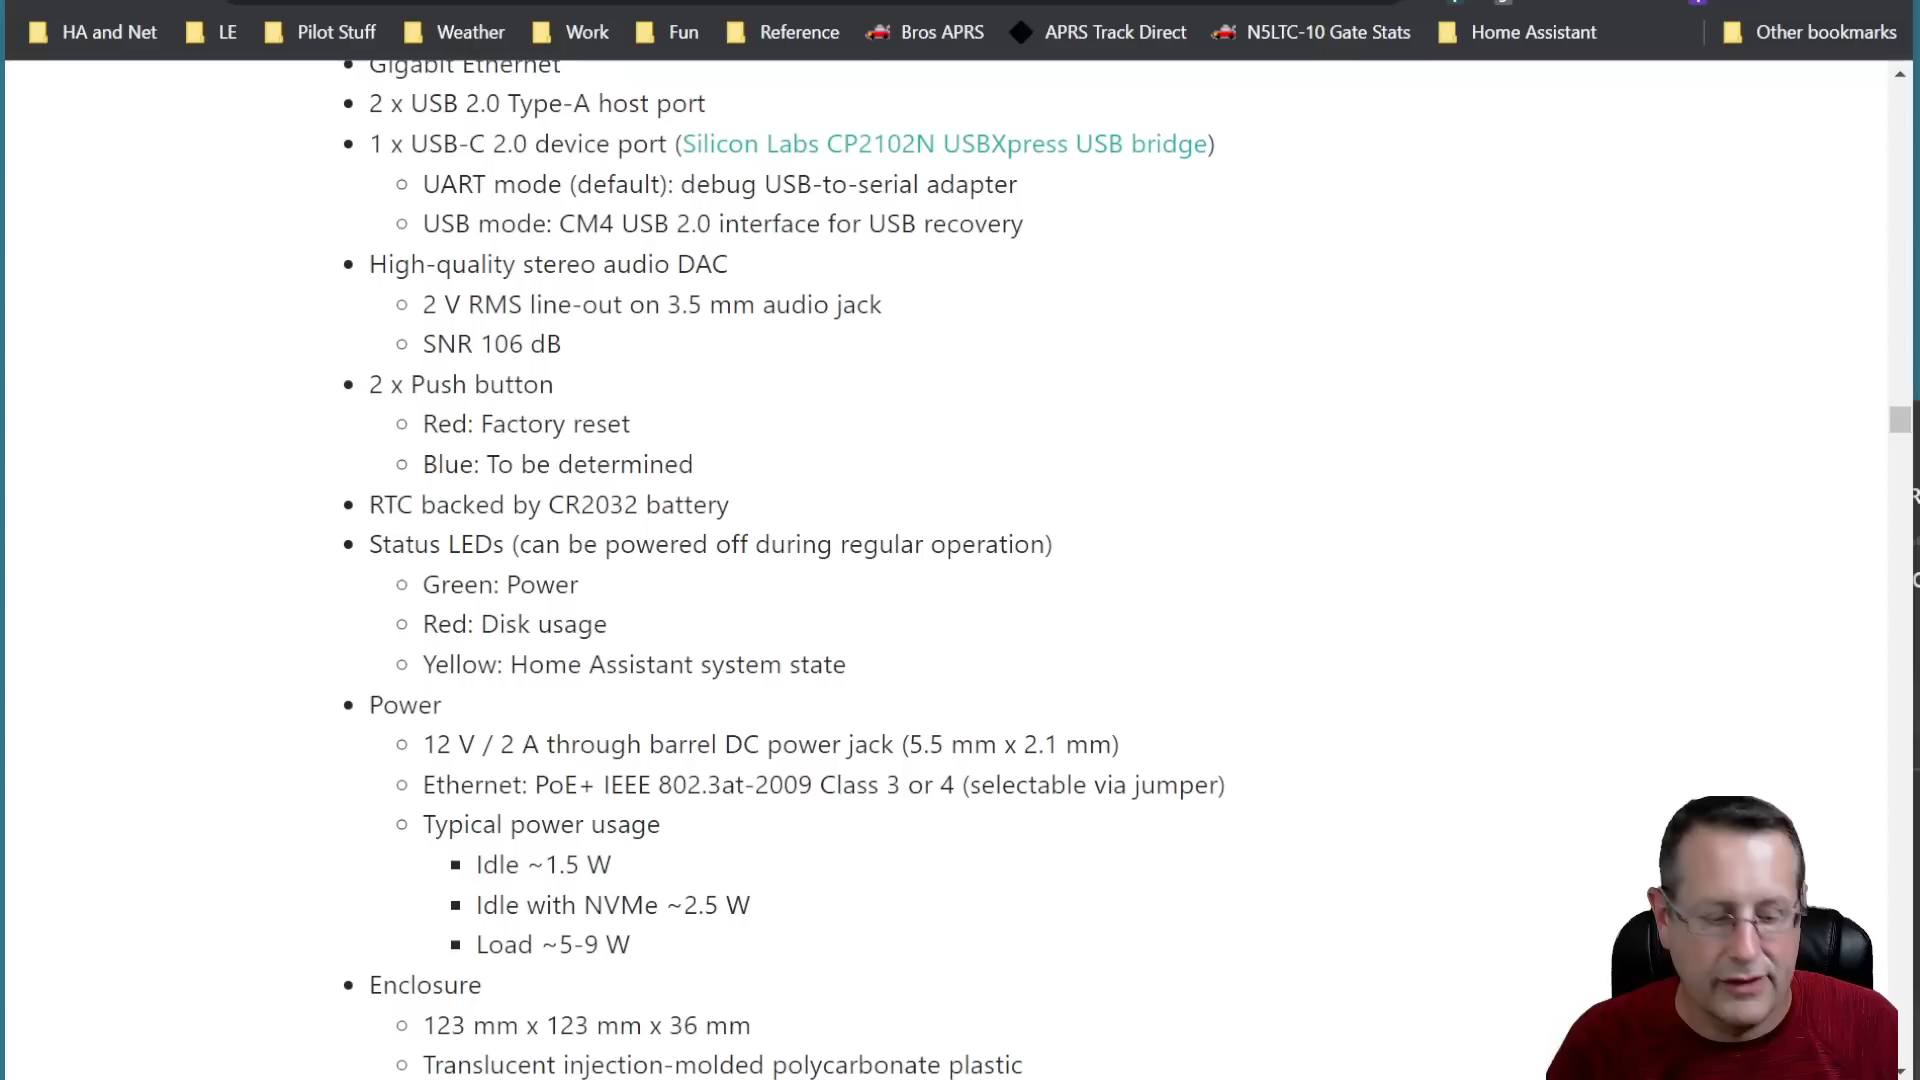 HA and Net LE Pilot Stuff Weather Work Fun Reference Bros APRS APRS Track Direct N5LTC-10 Gate Stats Home Assistant Other bookmarks
Gigabit Ethernet
2 x USB 2.0 Type-A host port
1 x USB-C 2.0 device port (Silicon Labs CP2102N USBXpress USB bridge)
UART mode (default): debug USB-to-serial adapter
USB mode: CM4 USB 2.0 interface for USB recovery
High-quality stereo audio DAC
2 V RMS line-out on 3.5 mm audio jack
SNR 106 dB
2 x Push button
Red: Factory reset
Blue: To be determined
RTC backed by CR2032 battery
Status LEDs (can be powered off during regular operation)
Green: Power
Red: Disk usage
Yellow: Home Assistant system state
Power
12 V / 2 A through barrel DC power jack (5.5 mm x 2.1 mm)
Ethernet: PoE+ IEEE 802.3at-2009 Class 3 or 4 (selectable via jumper)
Typical power usage
Idle ~1.5 W
Idle with NVMe ~2.5 W
Load ~5-9 W
Enclosure
123 mm x 123 mm x 36 mm
Translucent injection-molded polycarbonate plastic